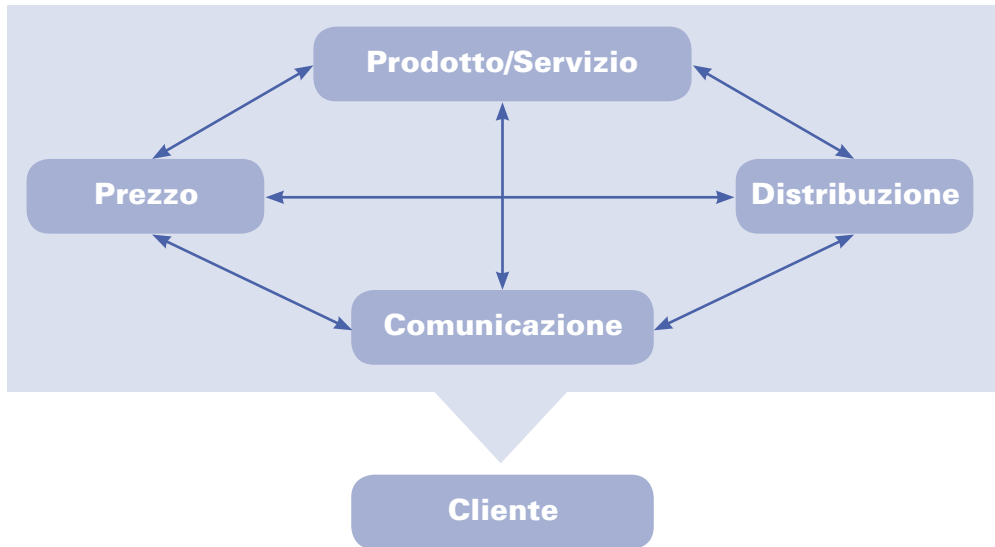 Prodotto/Servizio
Prezzo
Distribuzione
Comunicazione
Cliente